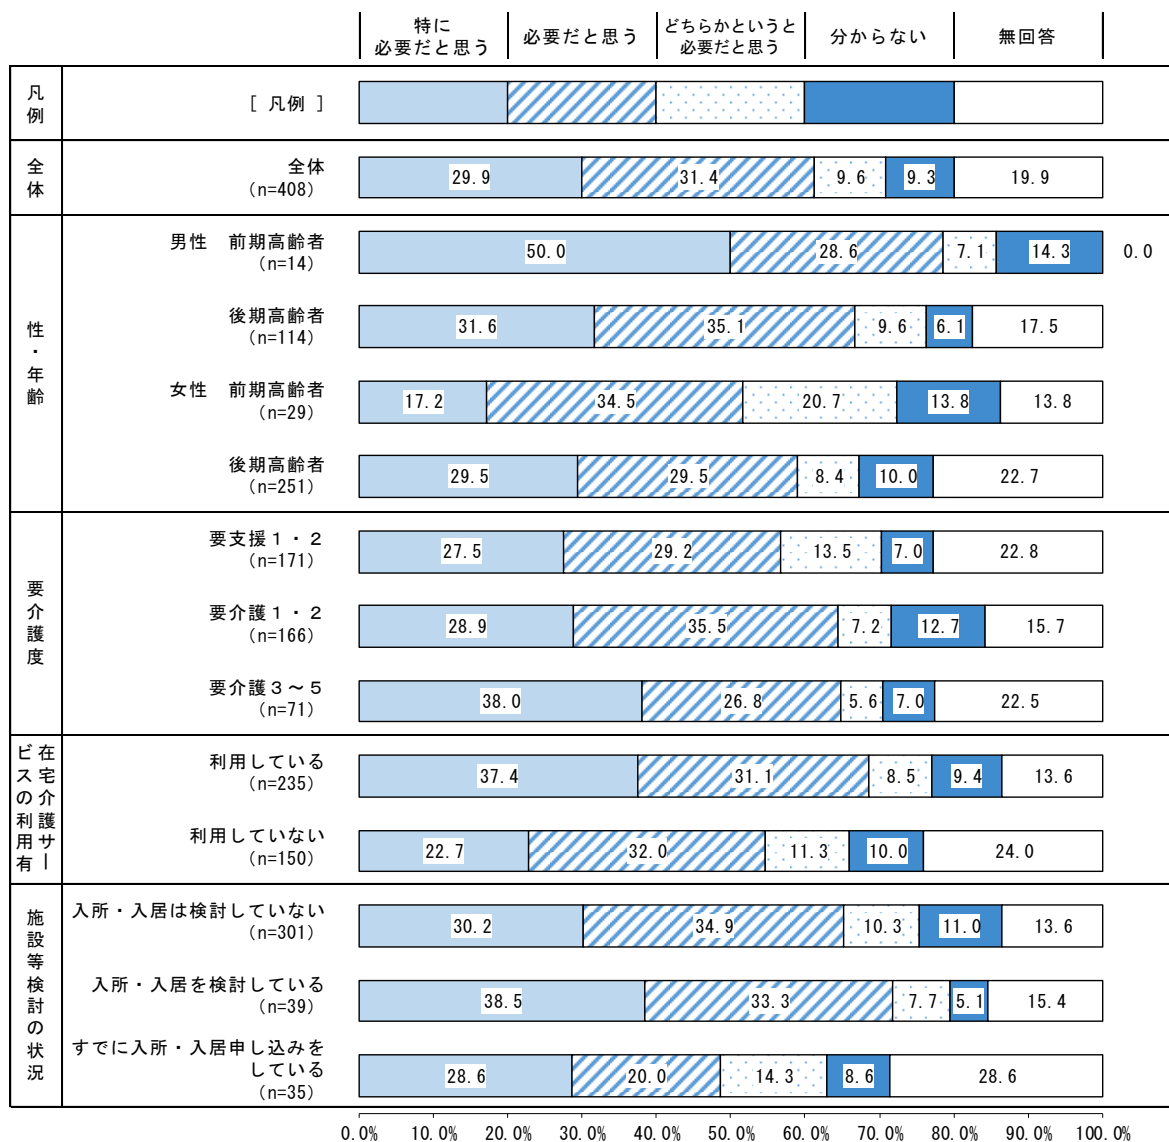 特に
必要だと思う
必要だと思う
どちらかというと
必要だと思う
分からない
無回答
凡例
[ 凡例 ]
全体
全体
(n=408)
29.9
31.4
9.6
9.3
19.9
性・年齢
男性　前期高齢者
(n=14)
50.0
28.6
7.1
14.3
0.0
後期高齢者
(n=114)
31.6
35.1
9.6
6.1
17.5
女性　前期高齢者
(n=29)
17.2
34.5
20.7
13.8
13.8
後期高齢者
(n=251)
29.5
29.5
8.4
10.0
22.7
要介護度
要支援１・２
(n=171)
27.5
29.2
13.5
7.0
22.8
要介護１・２
(n=166)
28.9
35.5
7.2
12.7
15.7
要介護３～５
(n=71)
38.0
26.8
5.6
7.0
22.5
在宅介護サー
ビスの利用有
利用している
(n=235)
37.4
31.1
8.5
9.4
13.6
利用していない
(n=150)
22.7
32.0
11.3
10.0
24.0
施設等検討の状況
入所・入居は検討していない
(n=301)
30.2
34.9
10.3
11.0
13.6
入所・入居を検討している
(n=39)
38.5
33.3
7.7
5.1
15.4
すでに入所・入居申し込みを
している
(n=35)
28.6
20.0
14.3
8.6
28.6
0.0%
10.0%
20.0%
30.0%
40.0%
50.0%
60.0%
70.0%
80.0%
90.0%
100.0%